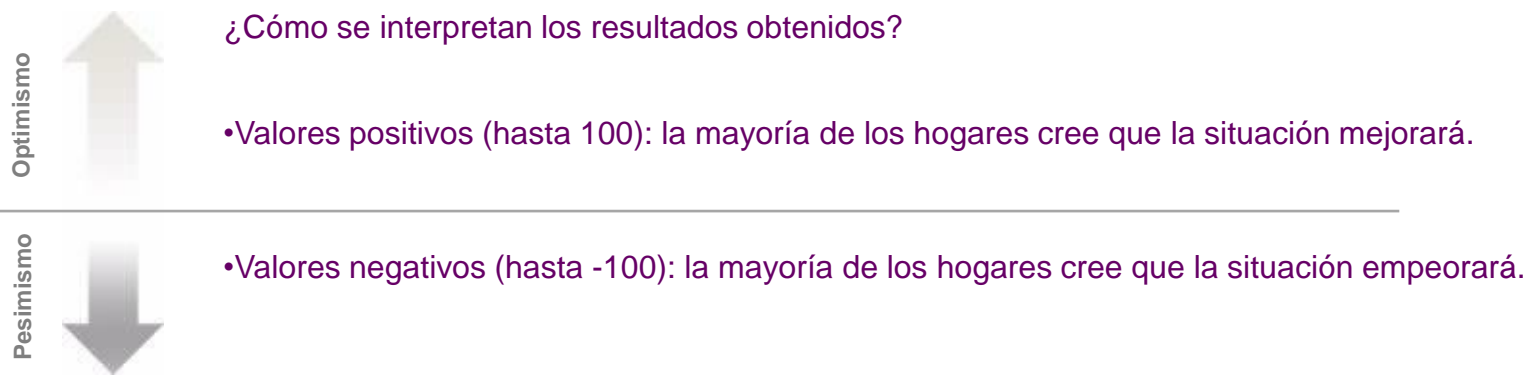 ¿Cómo se interpretan los resultados obtenidos?
Optimismo
•Valores positivos (hasta 100): la mayoría de los hogares cree que la situación mejorará.
Pesimismo
•Valores negativos (hasta -100): la mayoría de los hogares cree que la situación empeorará.